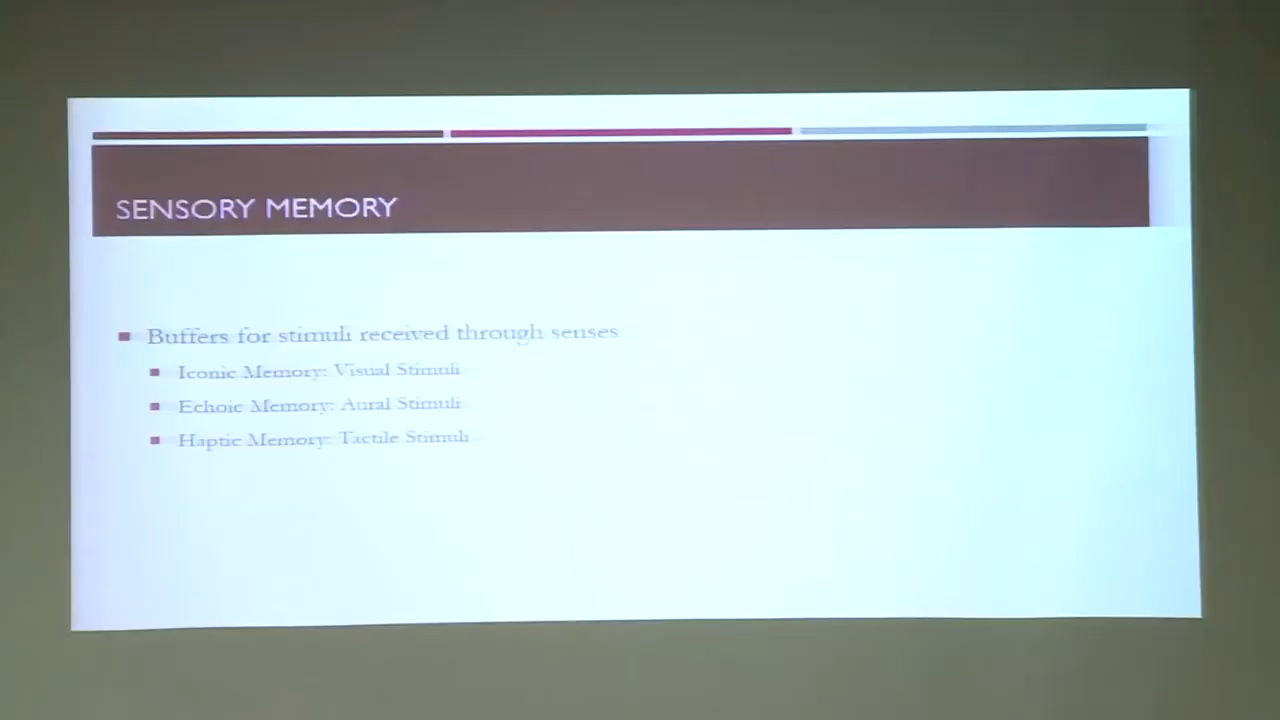 SENSORY MEMORY
Buffers for stimuli received through senses
Iconic Memory: Visual Stimuli
Echoic Memory: Aural Stimuli
Haptic Memory: Tactile Stimuli